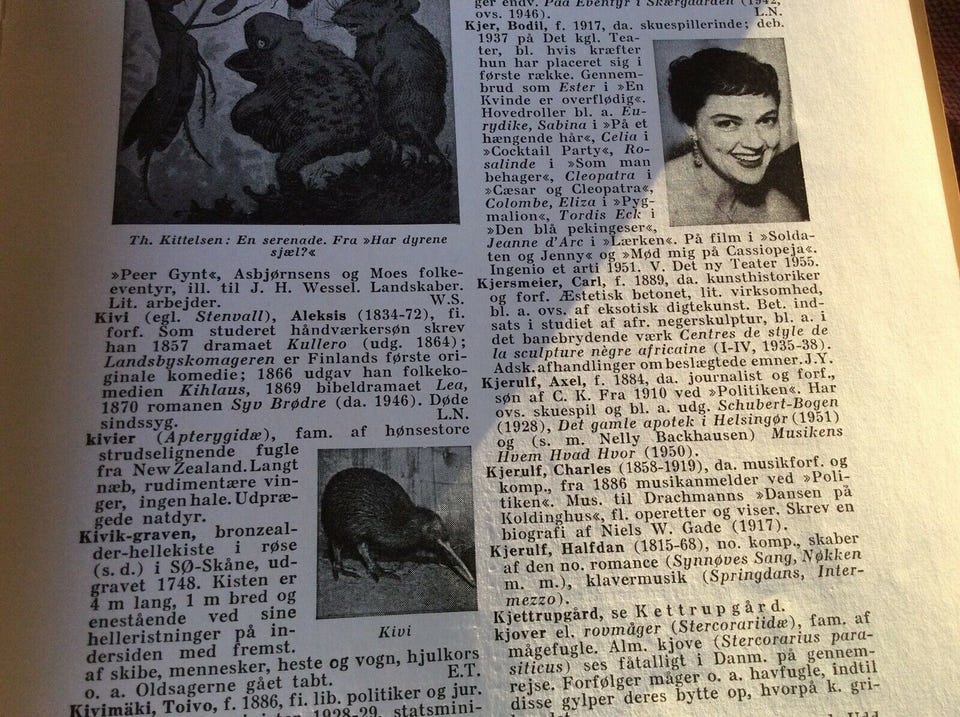 Th. Kittelsen: En serenade. Fra »Har dyrene
sjæl?«
»Peer Gynt«, Asbjørnsens og Moes folke-
eventyr, ill. til J. H. Wessel. Landskaber.
Lit. arbejder. W.S.
Kivi (egl. Stenvall), Aleksis (1834-72), fi.
forf. Som studeret håndværkersøn skrev
han 1857 dramaet Kullero (udg. 1864);
Landsbyskomageren er Finlands første ori-
ginale komedie; 1866 udgav han folkeko-
medien Kihlaus, 1869 bibeldramaet Lea,
1870 romanen Syv Brødre (da. 1946). Døde
sindssyg. L.N.
kivier (Apterygidæ), fam. af hønsestore
strudselignende fugle
fra New Zealand. Langt
næb, rudimentære vin-
ger, ingen hale. Udpræ-
gede natdyr.
Kivik-graven, bronzeal-
der-hellekiste i røse
(s. d.) i SØ-Skåne, ud-
gravet 1748. Kisten er
4 m lang, 1 m bred og
enestående ved sine
helleristninger på in-
dersiden med fremst.
af skibe, mennesker, heste og vogn, hjulkors
o. a. Oldsagerne gået tabt. E.T.
Kivi
Kivimäki, Toivo, f. 1886, fi. lib. politiker og jur.
1928-29, statsmini-
ger endv. Paa Eventyr i Skærgaarden (1942,
ovs. 1946). L.N.
Kjer, Bodil, f. 1917, da. skuespillerinde; deb.
1937 på Det kgl. Tea-
ter, bl. hvis kræfter
hun har placeret sig i
første række. Gennem-
brud som Ester i »En
Kvinde er overflødig«.
Hovedroller bl. a. Eu-
rydike, Sabina i »På et
hængende hår«, Celia i
»Cocktail Party«, Ro-
salinde i »Som man
behager«, Cleopatra i
»Cæsar og Cleopatra«,
Colombe, Eliza i »Pyg-
malion«, Tordis Eck i
»Den blå pekingeser«,
Jeanne d'Arc i »Lærken«. På film i »Solda-
ten og Jenny« og »Mød mig på Cassiopeja«.
Ingenio et arti 1951. V. Det ny Teater 1955.
Kjersmeier, Carl, f. 1889, da. kunsthistoriker
og forf. Æstetisk betonet, lit. virksomhed,
bl. a. ovs. af eksotisk digtekunst. Bet. ind-
sats i studiet af afr. negerskulptur, bl. a. i
det banebrydende værk Centres de style de
la sculpture nègre africaine (I-IV, 1935-38).
Adsk. afhandlinger om beslægtede emner. J.Y.
Kjerulf, Axel, f. 1884, da. journalist og forf.,
søn af C. K. Fra 1910 ved »Politiken«. Har
ovs. skuespil og bl. a. udg. Schubert-Bogen
(1928), Det gamle apotek i Helsingør (1951)
og (s. m. Nelly Backhausen) Musikens
Hvem Hvad Hvor (1950).
Kjerulf, Charles (1858-1919), da. musikforf. og
komp., fra 1886 musikanmelder ved »Poli-
tiken«. Mus. til Drachmanns »Dansen på
Koldinghus«, fl. operetter og viser. Skrev en
biografi af Niels W. Gade (1917).
Kjerulf, Halfdan (1815-68), no. komp., skaber
af den no. romance (Synnøves Sang, Nøkken
m. m.), klavermusik (Springdans, Inter-
mezzo).
Kjettrupgård, se Kettrupgård.
kjover el. rovmåger (Stercorariidæ), fam. af
mågefugle. Alm. kjove (Stercorarius para-
siticus) ses fåtalligt i Danm. på gennem-
rejse. Forfølger måger o. a. havfugle, indtil
disse gylper deres bytte op, hvorpå k. gri-